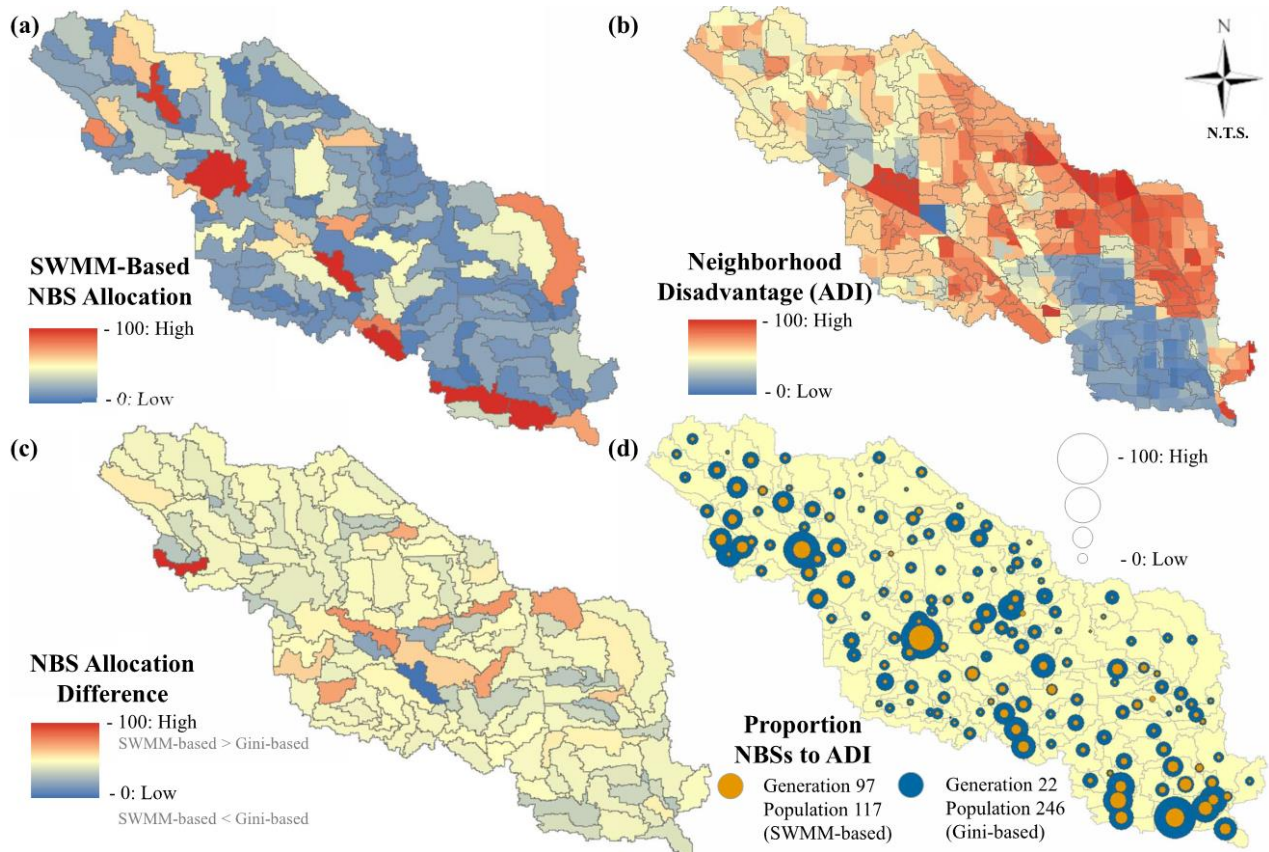 (a)
SWMM-Based
NBS Allocation
- 100: High
- 0: Low
(b)
N
N.T.S.
Neighborhood
Disadvantage (ADI)
- 100: High
- 0: Low
(c)
NBS Allocation
Difference
- 100: High
SWMM-based > Gini-based
- 0: Low
SWMM-based < Gini-based
(d)
- 100: High
- 0: Low
Proportion
NBSs to ADI
Generation 97
Population 117
(SWMM-based)
Generation 22
Population 246
(Gini-based)